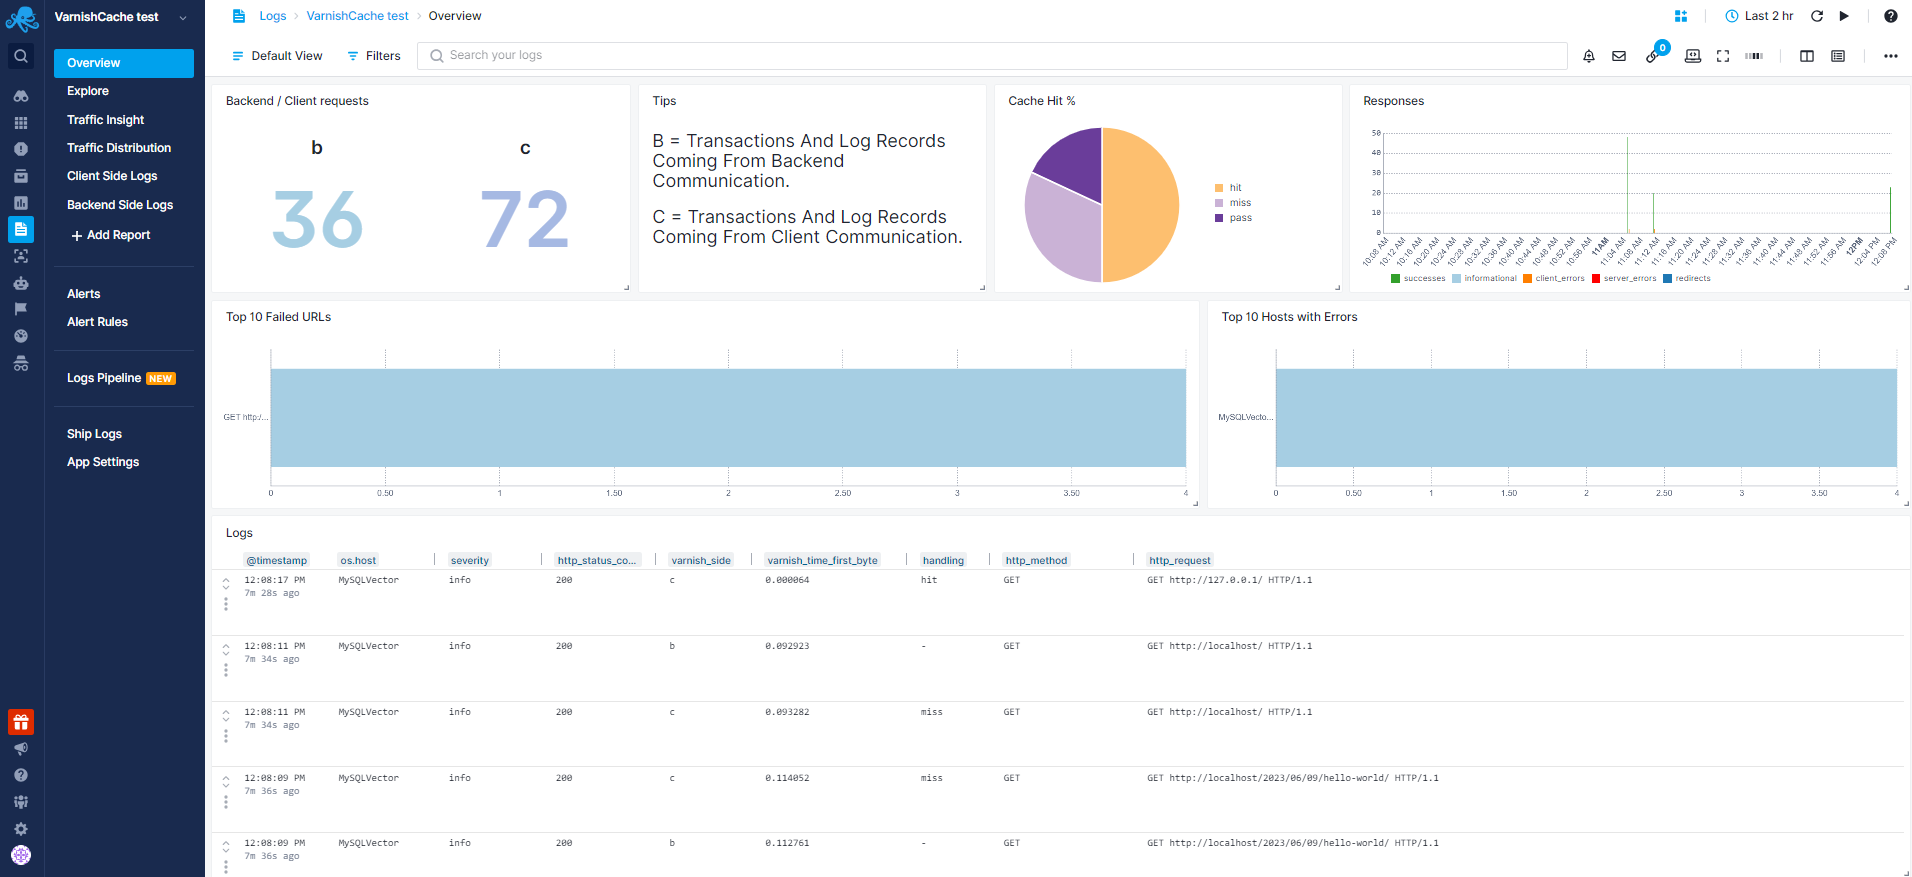 VarnishCache test
Logs
VarnishCache test
Overview
Last 2 hr
Default View
Filters
Search your logs
0
Overview
Explore
Traffic Insight
Traffic Distribution
Client Side Logs
Backend Side Logs
Add Report
Alerts
Alert Rules
Logs Pipeline NEW
Ship Logs
App Settings
Backend / Client requests
b c
36 72
Tips
B = Transactions And Log Records
Coming From Backend
Communication.
C = Transactions And Log Records
Coming From Client Communication.
Cache Hit %
hit
miss
pass
Responses
50
40
30
20
10
0
10:08 AM 10:12 AM 10:16 AM 10:20 AM 10:24 AM 10:28 AM 10:32 AM 10:36 AM 10:40 AM 10:44 AM 10:48 AM 10:52 AM 10:56 AM 11AM 11:04 AM 11:08 AM 11:12 AM 11:16 AM 11:20 AM 11:24 AM 11:28 AM 11:32 AM 11:36 AM 11:40 AM 11:44 AM 11:48 AM 11:52 AM 11:56 AM 12PM 12:04 PM 12:08 PM
successes informational client_errors server_errors redirects
Top 10 Failed URLs
GET http:/...
0 0.50 1 1.50 2 2.50 3 3.50 4
Top 10 Hosts with Errors
MySQLVecto...
0 0.50 1 1.50 2 2.50 3 3.50 4
Logs
@timestamp os.host severity http_status_co... varnish_side varnish_time_first_byte handling http_method http_request
12:08:17 PM MySQLVector info 200 c 0.000064 hit GET GET http://127.0.0.1/ HTTP/1.1
7m 28s ago
12:08:11 PM MySQLVector info 200 b 0.092923 - GET GET http://localhost/ HTTP/1.1
7m 34s ago
12:08:11 PM MySQLVector info 200 c 0.093282 miss GET GET http://localhost/ HTTP/1.1
7m 34s ago
12:08:09 PM MySQLVector info 200 c 0.114052 miss GET GET http://localhost/2023/06/09/hello-world/ HTTP/1.1
7m 36s ago
12:08:09 PM MySQLVector info 200 b 0.112761 - GET GET http://localhost/2023/06/09/hello-world/ HTTP/1.1
7m 36s ago